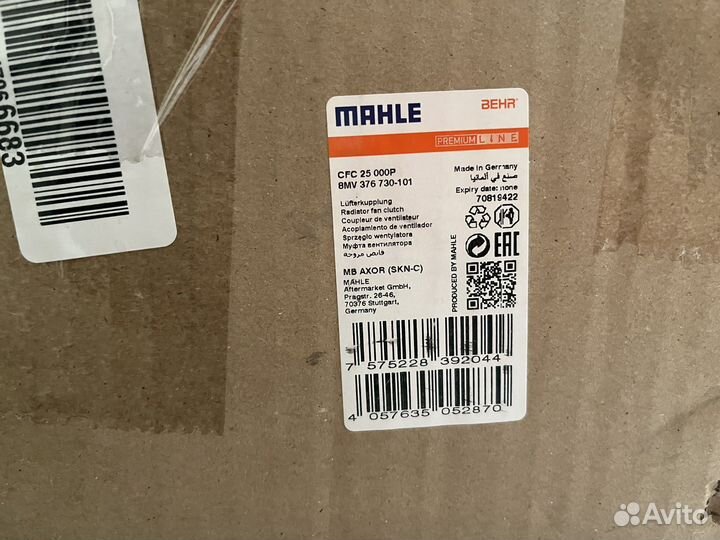 6683
MAHLE
BEHR
PREMIUM LINE
CFC 25 000P
8MV 376 730-101
Made in Germany
صنع في ألمانيا
Expiry date: none
70819422
Lüfterkupplung
Radiator fan clutch
Coupleur de ventilateur
Acoplamiento de ventilador
Sprzęgło wentylatora
Муфта вентилятора
قابض مروحة
MB AXOR (SKN-C)
MAHLE
Aftermarket GmbH,
Pragstr. 26-46,
70376 Stuttgart,
Germany
PRODUCED BY MAHLE
EAC
7 575228 392044
4 057635 052870
Avito